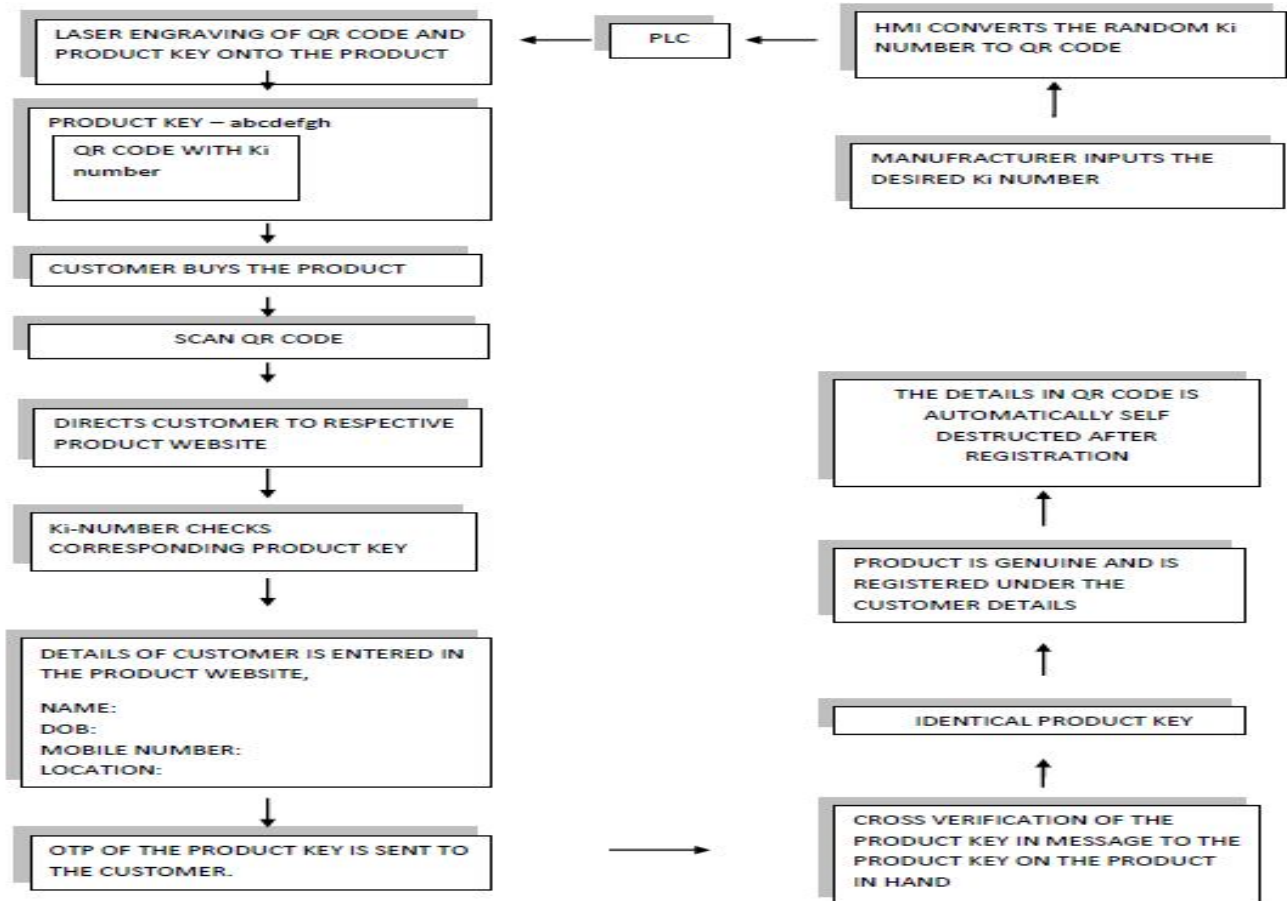 LASER ENGRAVING OF QR CODE AND
PRODUCT KEY ONTO THE PRODUCT
PLC
HMI CONVERTS THE RANDOM Ki
NUMBER TO QR CODE
PRODUCT KEY – abcdefgh
QR CODE WITH Ki
number
MANUFRACTURER INPUTS THE
DESIRED Ki NUMBER
CUSTOMER BUYS THE PRODUCT
SCAN QR CODE
DIRECTS CUSTOMER TO RESPECTIVE
PRODUCT WEBSITE
Ki-NUMBER CHECKS
CORRESPONDING PRODUCT KEY
DETAILS OF CUSTOMER IS ENTERED IN
THE PRODUCT WEBSITE,
NAME:
DOB:
MOBILE NUMBER:
LOCATION:
OTP OF THE PRODUCT KEY IS SENT TO
THE CUSTOMER.
CROSS VERIFICATION OF THE
PRODUCT KEY IN MESSAGE TO THE
PRODUCT KEY ON THE PRODUCT
IN HAND
IDENTICAL PRODUCT KEY
PRODUCT IS GENUINE AND IS
REGISTERED UNDER THE
CUSTOMER DETAILS
THE DETAILS IN QR CODE IS
AUTOMATICALLY SELF
DESTRUCTED AFTER
REGISTRATION